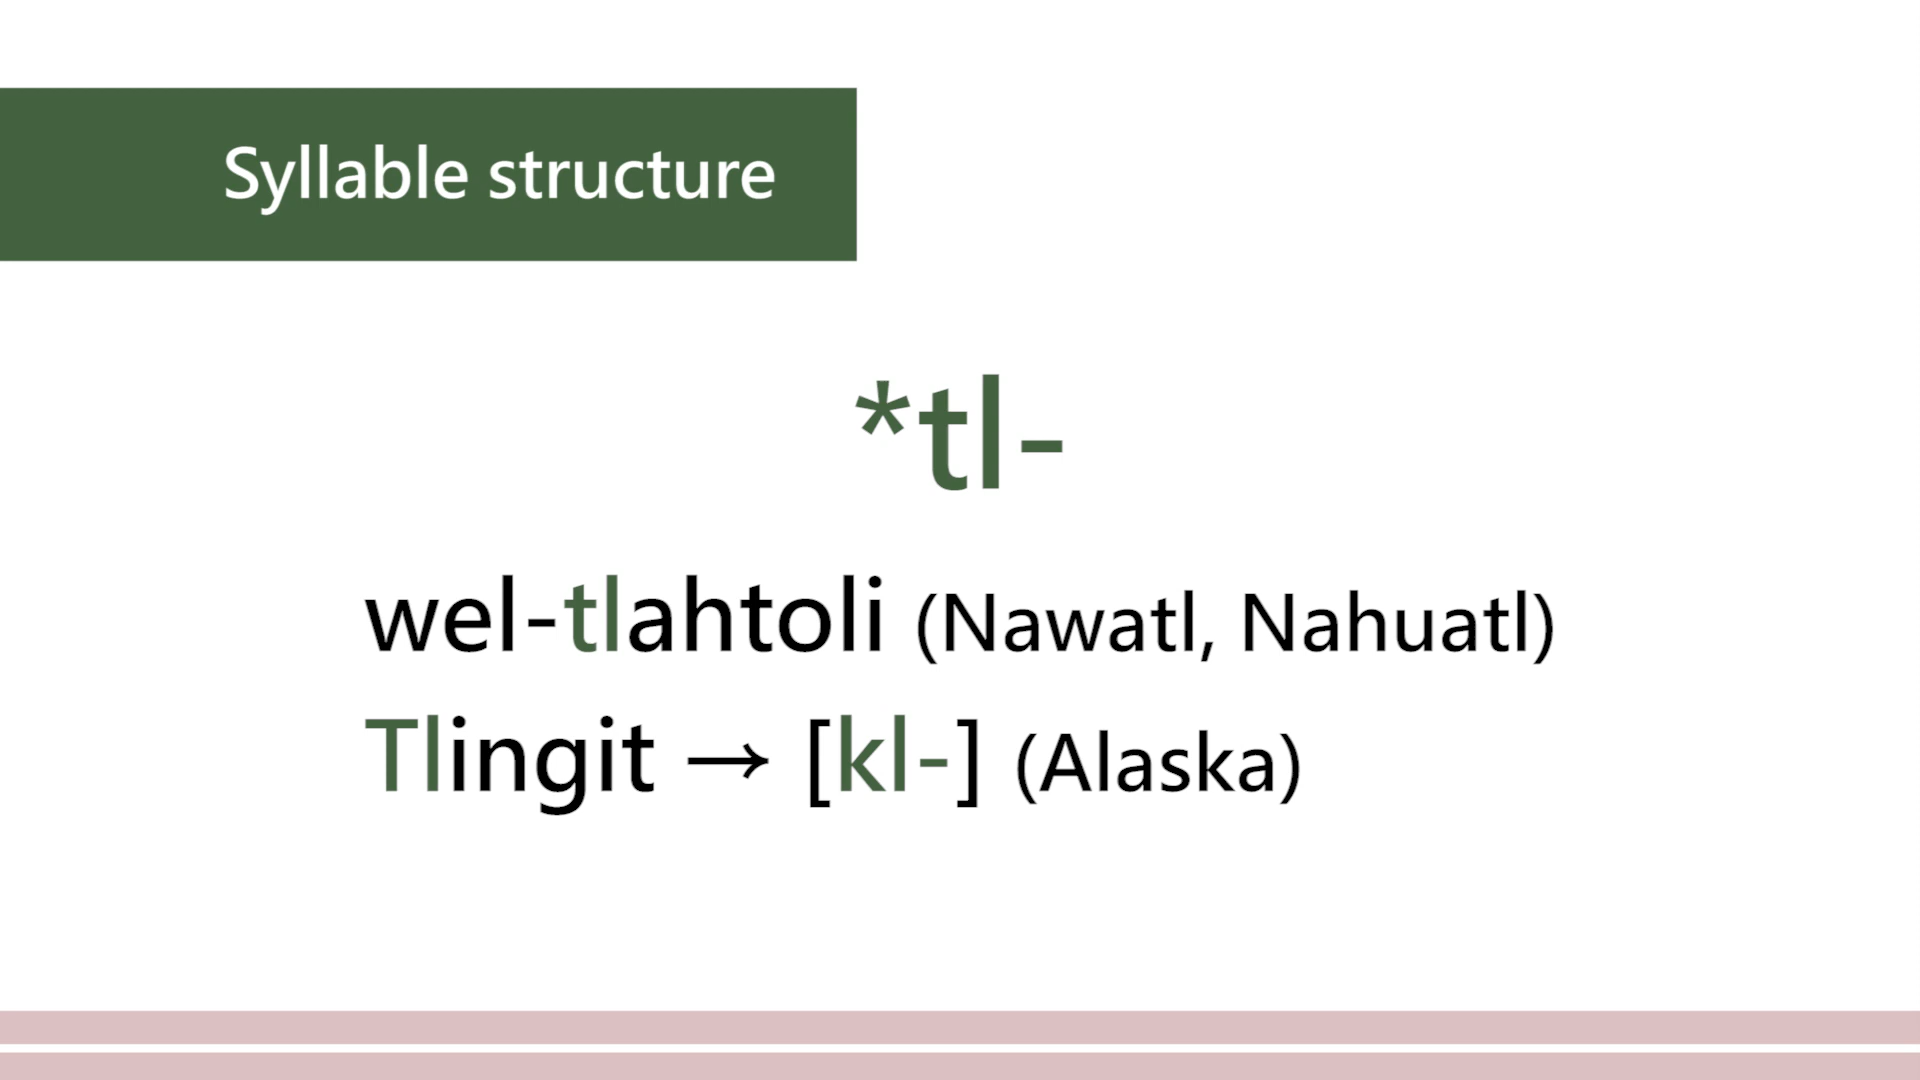 Syllable structure
*tl-
wel-tlahtoli (Nawatl, Nahuatl)
Tlingit → [kl-] (Alaska)